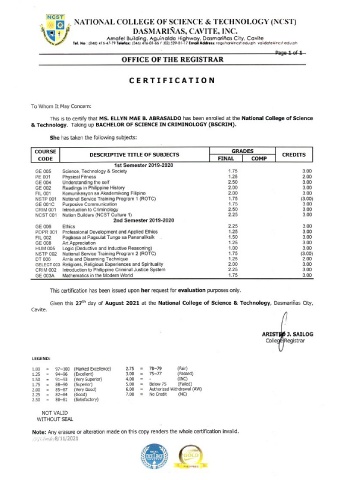 NCST
NATIONAL COLLEGE OF SCIENCE & TECHNOLOGY (NCST)
DASMARIÑAS, CAVITE, INC.
Amafel Building, Aguinaldo Highway, Dasmariñas City, Cavite
Page 1 of 1
OFFICE OF THE REGISTRAR
CERTIFICATION
To Whom It May Concern:
This is to certify that MS. ELLYN MAE B. ABRASALDO has been enrolled at the National College of Science
& Technology. Taking up BACHELOR OF SCIENCE IN CRIMINOLOGY (BSCRIM).
She has taken the following subjects:
COURSE CODE DESCRIPTIVE TITLE OF SUBJECTS GRADES FINAL COMP CREDITS
1st Semester 2019-2020
GE 005 Science, Technology & Society 1.75 3.00
PE 001 Physical Fitness 1.25 2.00
GE 004 Understanding the self 2.50 3.00
GE 002 Readings in Philippine History 2.00 3.00
FIL 001 Komunikasyon sa Akademikong Filipino 2.00 3.00
NSTP 001 National Service Training Program 1 (ROTC) 1.75 (3.00)
GE 001C Purposive Communication 1.75 3.00
CRIM 001 Introduction to Criminology 2.50 3.00
NCST 001 Nation Builders (NCST Culture 1) 2.25 3.00
2nd Semester 2019-2020
GE 008 Ethics 2.25 3.00
PDPR 001 Professional Development and Applied Ethics 1.25 3.00
FIL 002 Pagbasa at Pagsulat Tungo sa Pananaliksik 1.50 3.00
GE 006 Art Appreciation 1.25 3.00
HUM 006 Logic (Deductive and Inductive Reasoning) 1.00 3.00
NSTP 002 National Service Training Program 2 (ROTC) 1.75 (3.00)
DT 000 Arnis and Disarming Technique 1.25 2.00
GELECT 003 Religions, Religious Experiences and Spirituality 2.00 3.00
CRIM 002 Introduction to Philippine Criminal Justice System 2.25 3.00
GE 003A Mathematics in the Modern World 1.75 3.00
This certification has been issued upon her request for evaluation purposes only.
Given this 27th day of August 2021 at the National College of Science & Technology, Dasmariñas City,
Cavite.
J. SAILOG
College Registrar
LEGEND:
1.00 = 97-100 (Marked Excellence) 2.75 = 78-79 (Fair)
1.25 = 94-96 (Excellent) 3.00 = 75-77 (Passed)
1.50 = 91-93 (Very Superior) 4.00 = (INC)
1.75 = 88-90 (Superior) 5.00 = Below 75 (Failed)
2.00 = 85-87 (Very Good) 6.00 = Authorized Withdrawal (AW)
2.25 = 82-84 (Good) 7.00 = No Credit (NC)
2.50 = 80-81 (Satisfactory)
NOT VALID
WITHOUT SEAL
Note: Any erasure or alteration made on this copy renders the whole certification invalid.